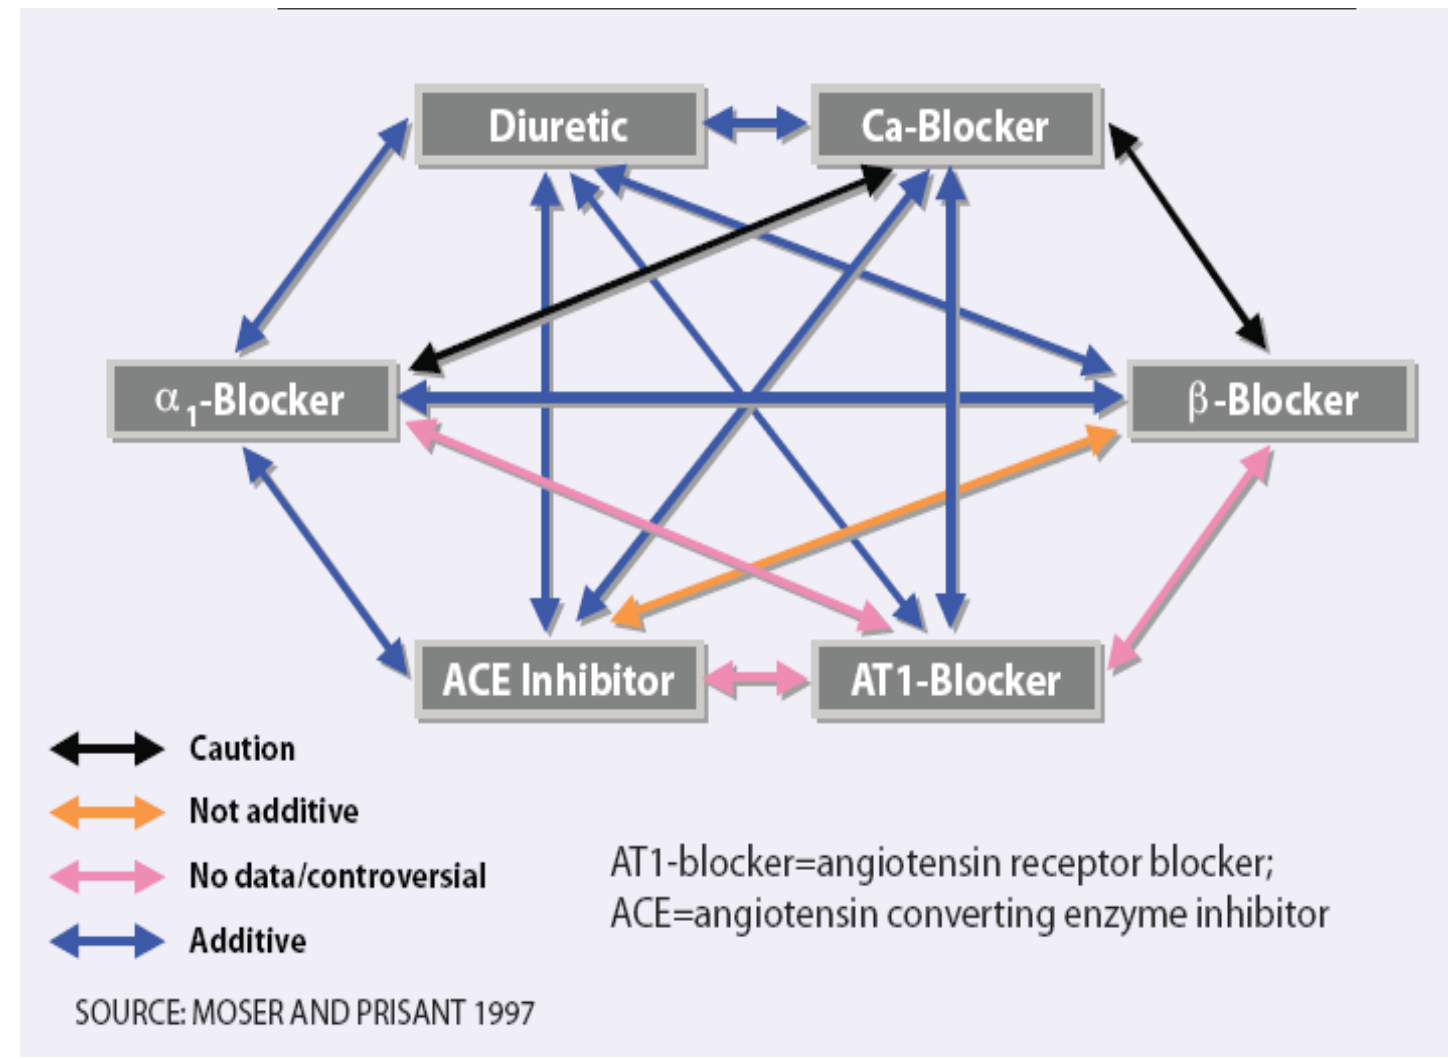 Diuretic
Ca-Blocker
α1-Blocker
β-Blocker
ACE Inhibitor
AT1-Blocker
Caution
Not additive
No data/controversial
Additive
AT1-blocker=angiotensin receptor blocker;
ACE=angiotensin converting enzyme inhibitor
SOURCE: MOSER AND PRISANT 1997